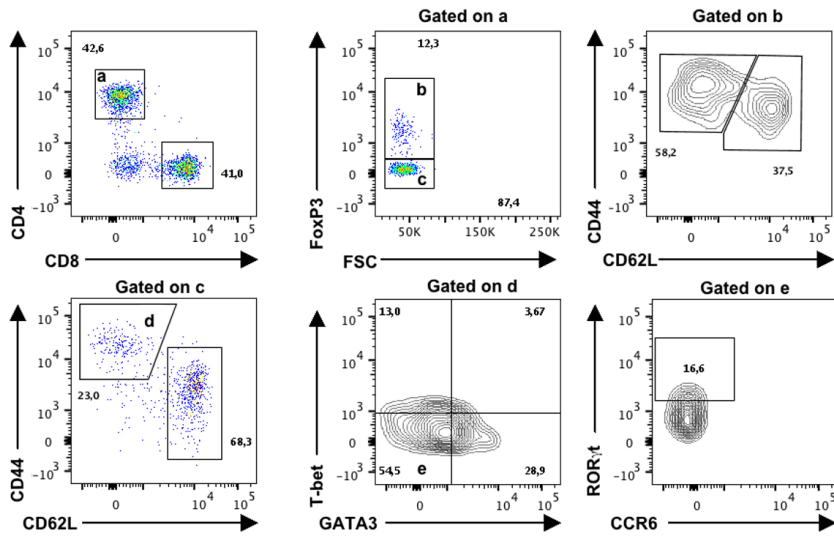 Gated on a
Gated on b
42,6
12,3
10⁵
10⁴
10³
0
-10³
a
41,0
CD4
0
10⁴
10⁵
CD8
10⁵
10⁴
10³
0
-10³
b
c
87,4
FoxP3
50K
150K
250K
FSC
10⁵
10⁴
10³
0
-10³
58,2
37,5
CD44
0
10⁴
10⁵
CD62L
Gated on c
Gated on d
Gated on e
10⁵
10⁴
10³
0
-10³
d
23,0
68,3
CD44
0
10⁴
10⁵
CD62L
10⁵
10⁴
10³
0
-10³
13,0
3,67
54,5
e
28,9
T-bet
0
10³
10⁴
10⁵
GATA3
10⁵
10⁴
10³
0
-10³
16,6
RORγt
0
10³
10⁴
10⁵
CCR6